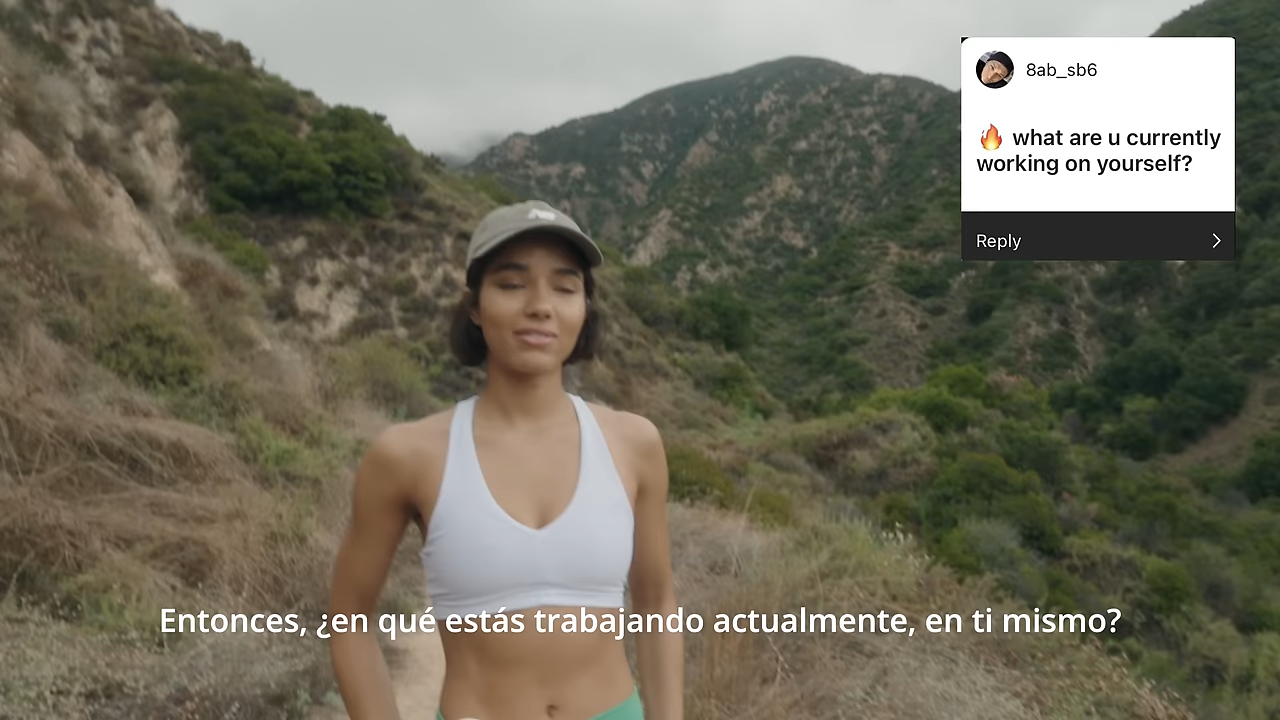 8ab_sb6
🔥 what are u currently
working on yourself?
Reply
Entonces, ¿en qué estás trabajando actualmente, en ti mismo?